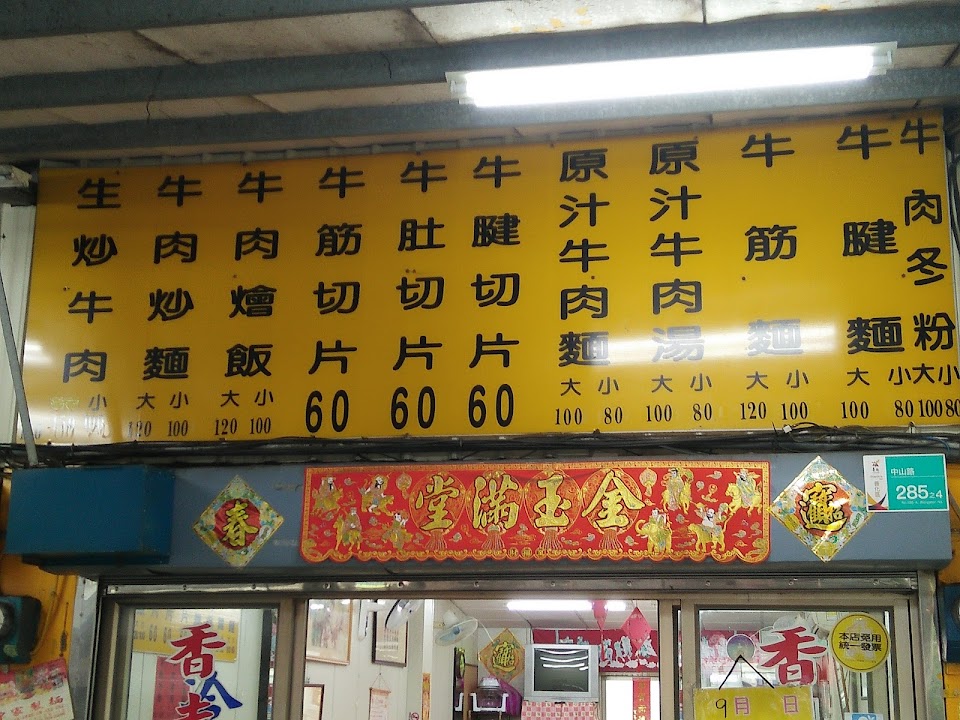 牛肉冬粉 大 小 100 80
牛腱麵 大 小 100 80
牛筋麵 大 小 120 100
原汁牛肉湯 大 小 100 80
原汁牛肉麵 大 小 100 80
牛腱切片 60
牛肚切片 60
牛筋切片 60
牛肉燴飯 大 小 120 100
牛肉炒麵 大 小 120 100
生炒牛肉 小
春
金玉滿堂
中山路
285之4
香
香
本店免用
統一發票
9月 日